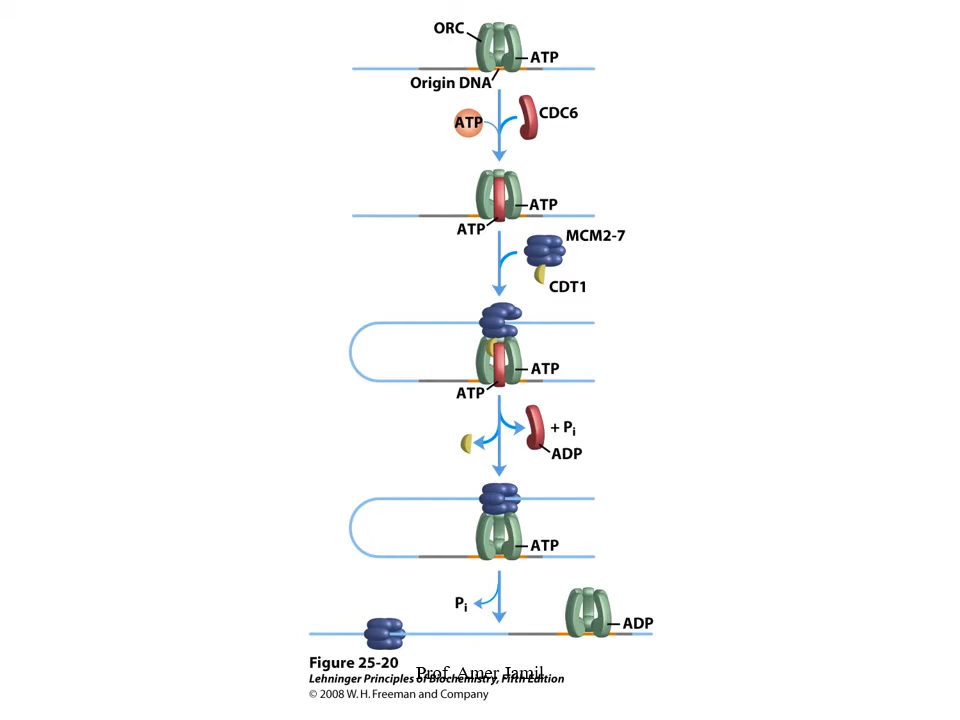 ORC
ATP
Origin DNA
ATP
CDC6
ATP
ATP
MCM2-7
CDT1
ATP
ATP
+ Pi
ADP
ATP
Pi
ADP
Figure 25-20
Lehninger Principles of Biochemistry, Fifth Edition
Prof. Amer Jamil
© 2008 W. H. Freeman and Company